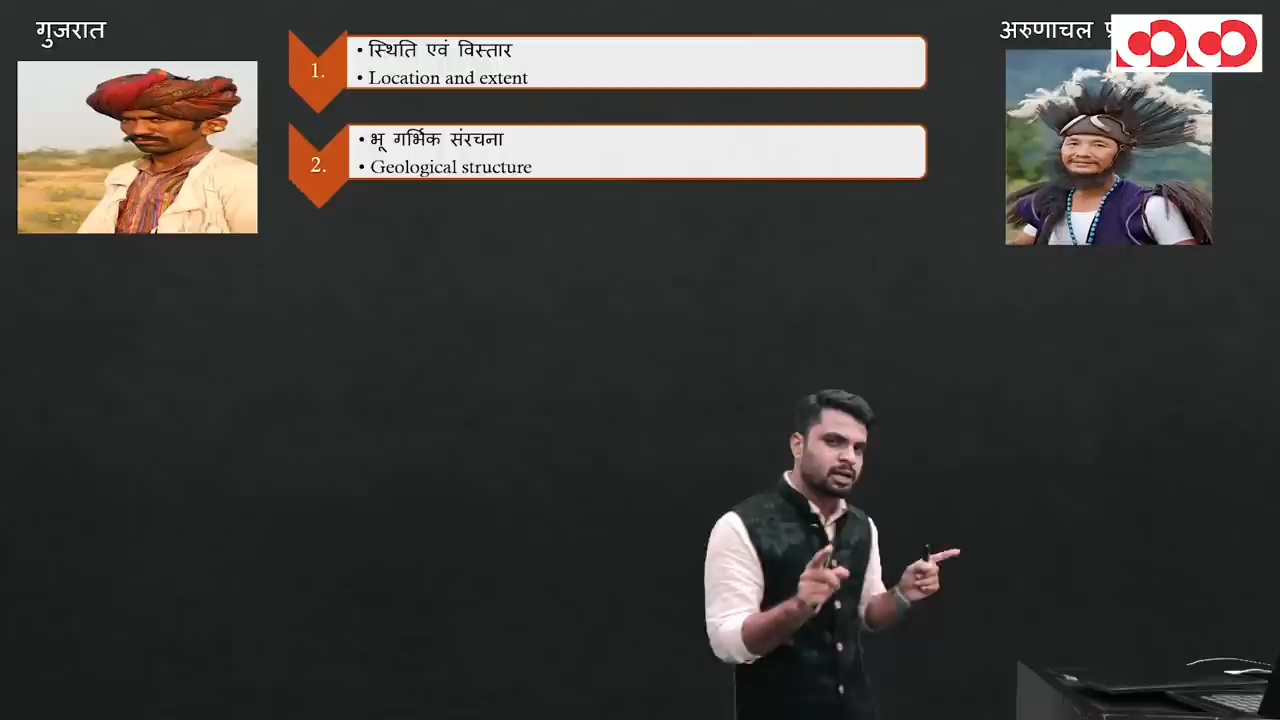 गुजरात
1.
• स्थिति एवं विस्तार
• Location and extent
2.
• भू गर्भिक संरचना
• Geological structure
अरुणाचल